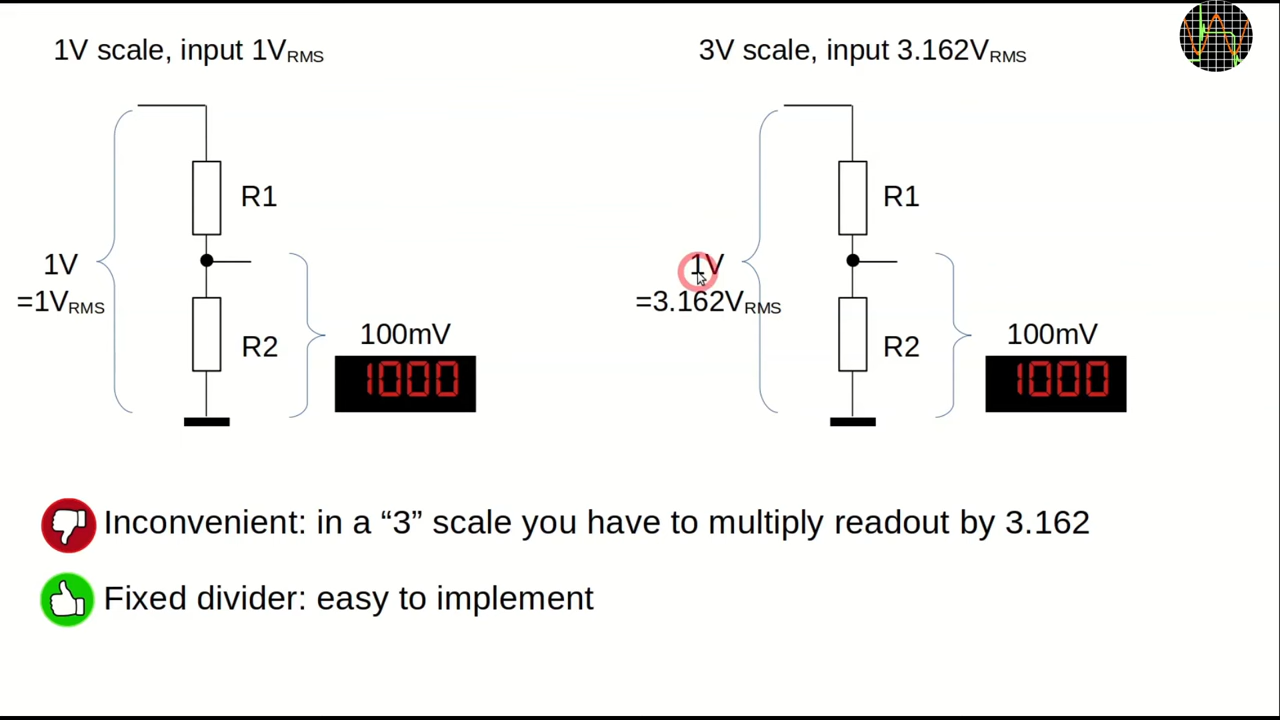 1V scale, input 1VRMS
3V scale, input 3.162VRMS
R1
1V
=1VRMS
R2
100mV
1000
R1
1V
=3.162VRMS
R2
100mV
1000
Inconvenient: in a “3” scale you have to multiply readout by 3.162
Fixed divider: easy to implement